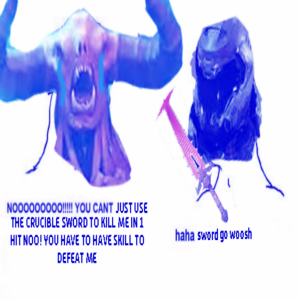 NOOOOOOOOO!!!!! YOU CANT JUST USE
THE CRUCIBLE SWORD TO KILL ME IN 1
HIT NOO! YOU HAVE TO HAVE SKILL TO
DEFEAT ME
haha sword go woosh